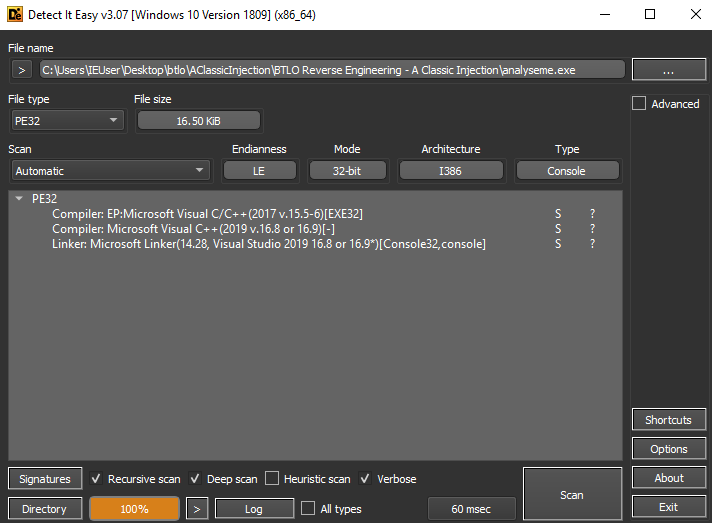 Detect It Easy v3.07 [Windows 10 Version 1809] (x86_64)
File name
> C:\Users\IEUser\Desktop\btlo\AClassicInjection\BTLO Reverse Engineering - A Classic Injection\analyseme.exe ...
File type File size Advanced
PE32 16.50 KiB
Scan Endianness Mode Architecture Type
Automatic LE 32-bit I386 Console
PE32
Compiler: EP:Microsoft Visual C/C++(2017 v.15.5-6)[EXE32] S ?
Compiler: Microsoft Visual C++(2019 v.16.8 or 16.9)[-] S ?
Linker: Microsoft Linker(14.28, Visual Studio 2019 16.8 or 16.9*)[Console32,console] S ?
Shortcuts
Options
Signatures Recursive scan Deep scan Heuristic scan Verbose Scan About
Directory 100% > Log All types 60 msec Exit